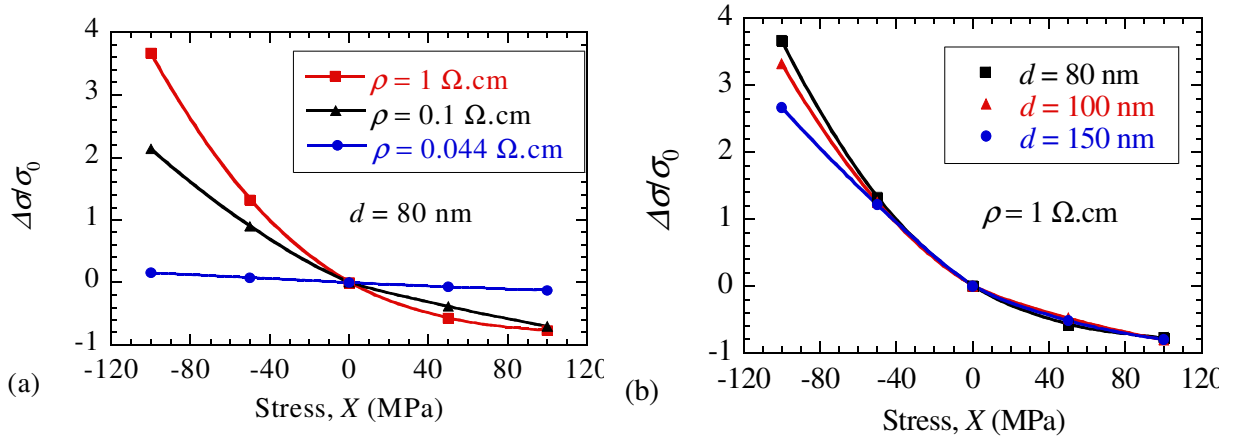 4
3
2
1
0
-1
Δσ/σ0
ρ = 1 Ω.cm
ρ = 0.1 Ω.cm
ρ = 0.044 Ω.cm
d = 80 nm
-120 -80 -40 0 40 80 120
Stress, X (MPa)
(a)
4
3
2
1
0
-1
Δσ/σ0
d = 80 nm
d = 100 nm
d = 150 nm
ρ = 1 Ω.cm
-120 -80 -40 0 40 80 120
Stress, X (MPa)
(b)